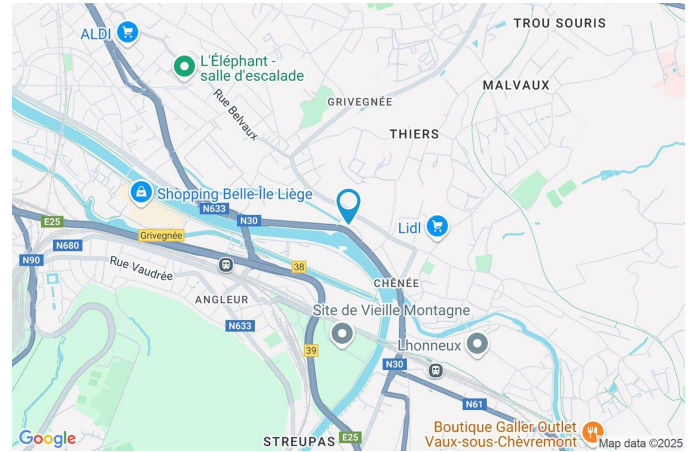 TROU SOURIS
ALDI
L'Éléphant -
salle d'escalade
MALVAUX
Rue Belvaux
GRIVEGNÉE
THIERS
Shopping Belle-Île Liège
N633
N30
Lidl
E25
Grivegnée
N680
38
N90
Rue Vaudrée
CHÊNÉE
ANGLEUR
Site de Vieille Montagne
N633
Lhonneux
39
N30
N61
Boutique Galler Outlet
Vaux-sous-Chèvremont
STREUPAS
E25
Google
Map data ©2025